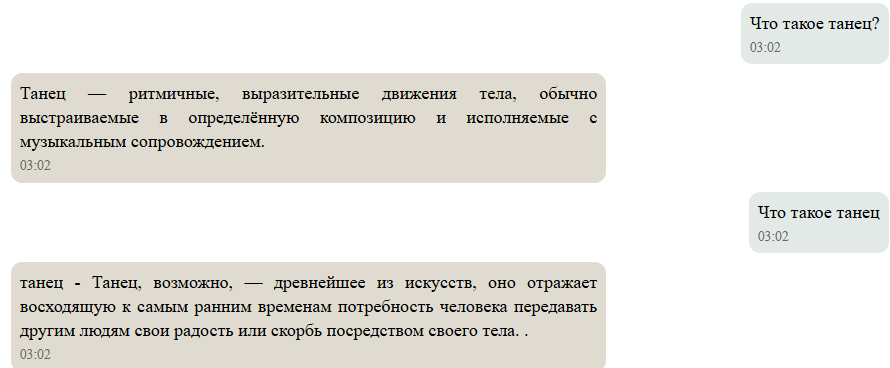 Что такое танец?
03:02
Танец — ритмичные, выразительные движения тела, обычно
выстраиваемые в определённую композицию и исполняемые с
музыкальным сопровождением.
03:02
Что такое танец
03:02
танец - Танец, возможно, — древнейшее из искусств, оно отражает
восходящую к самым ранним временам потребность человека передавать
другим людям свои радость или скорбь посредством своего тела. .
03:02